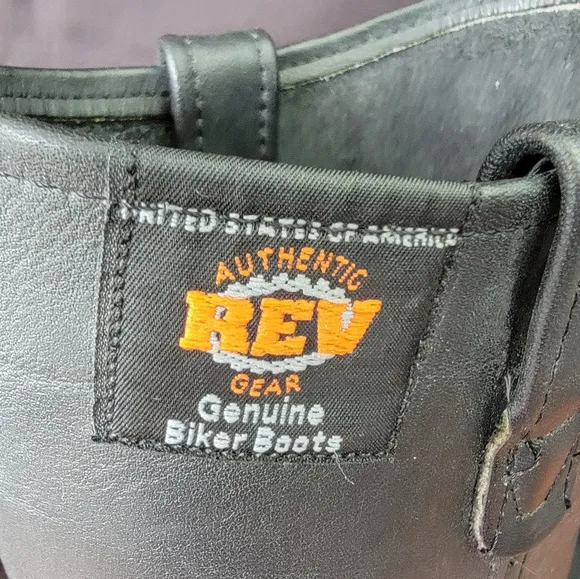 UNITED STATES OF AMERICA
AUTHENTIC
REV
GEAR
Genuine
Biker Boots